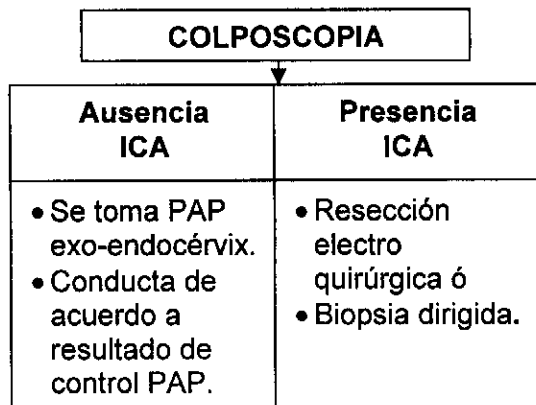 COLPOSCOPIA
Ausencia
ICA
• Se toma PAP
exo-endocérvix.
• Conducta de
acuerdo a
resultado de
control PAP.
Presencia
ICA
• Resección
electro
quirúrgica ó
• Biopsia dirigida.